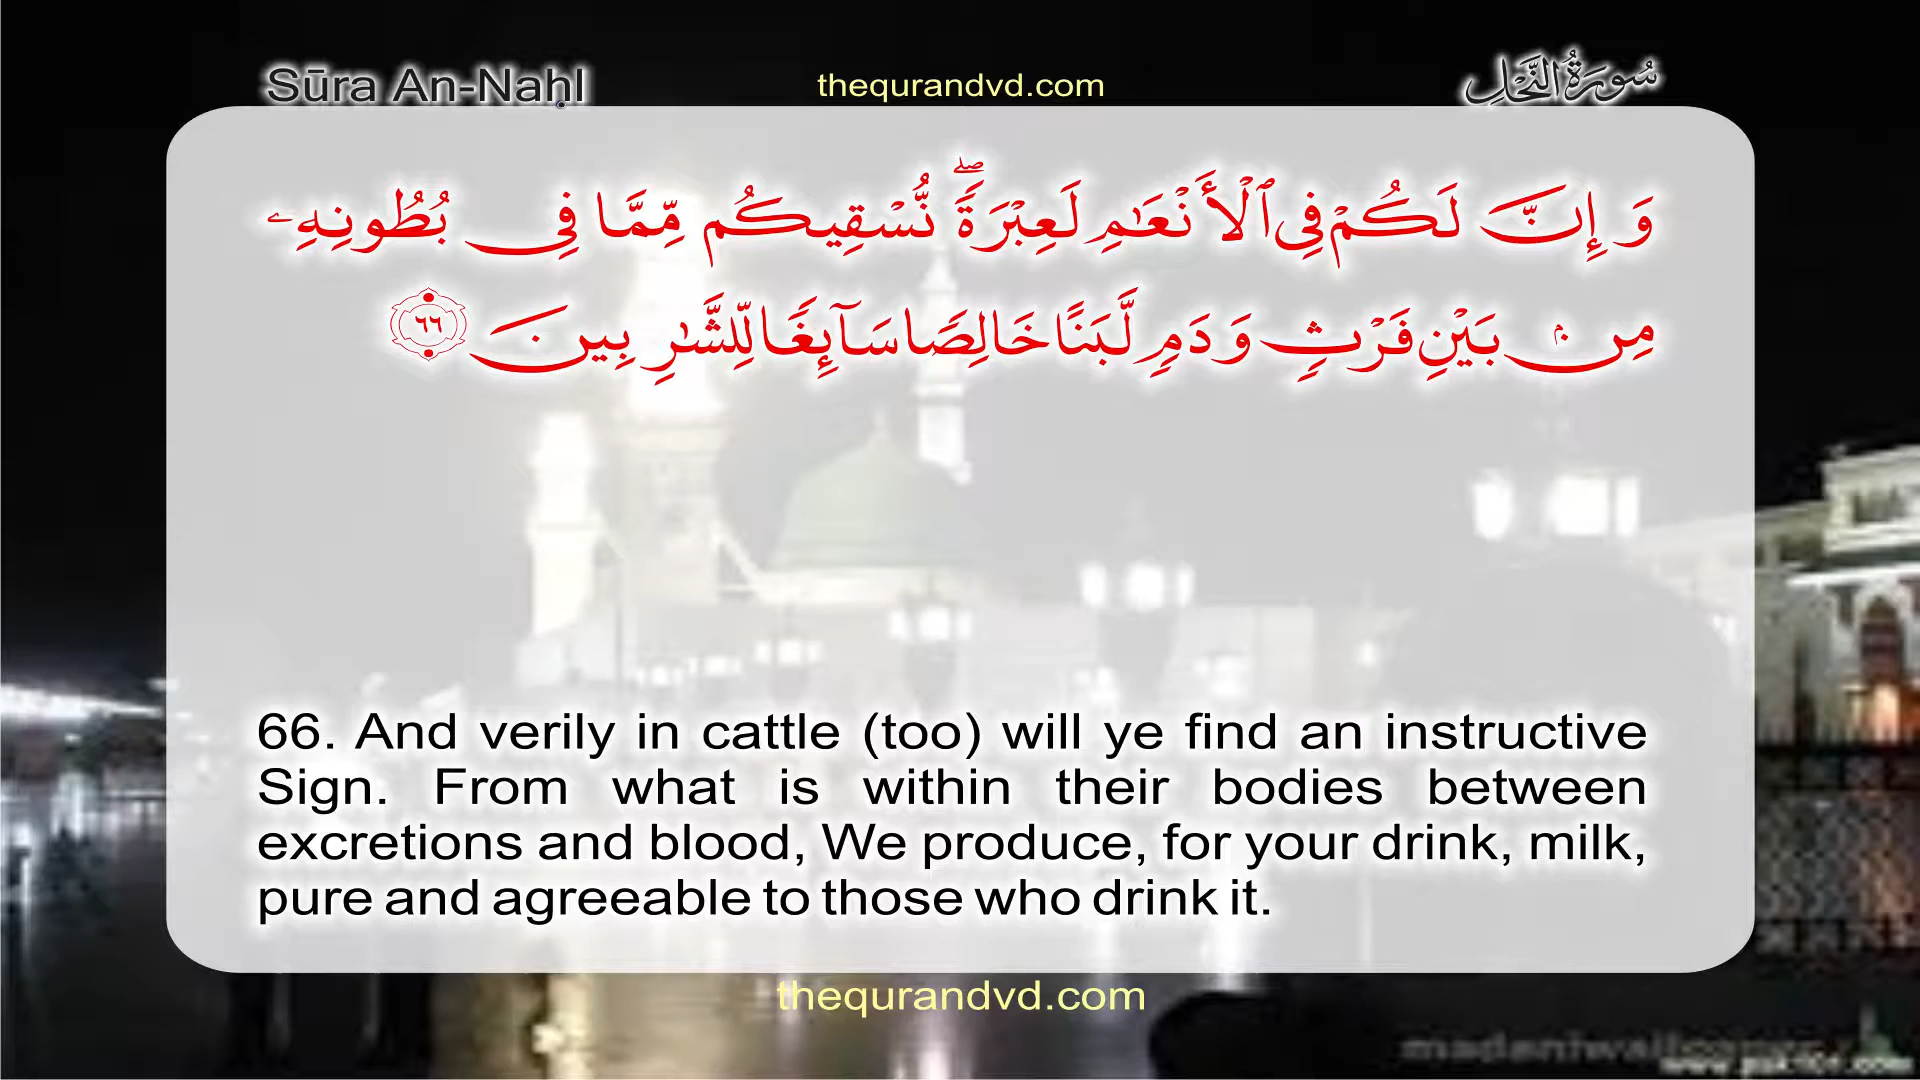 Sūra An-Naḥl
thequrandvd.com
سُورَةُ النَّحْلِ
وَإِنَّ لَكُمْ فِى ٱلْأَنْعَـٰمِ لَعِبْرَةً ۖ نُّسْقِيكُم مِّمَّا فِى بُطُونِهِۦ
مِنۢ بَيْنِ فَرْثٍ وَدَمٍ لَّبَنًا خَالِصًا سَآئِغًا لِّلشَّـٰرِبِينَ ٦٦
66. And verily in cattle (too) will ye find an instructive
Sign. From what is within their bodies between
excretions and blood, We produce, for your drink, milk,
pure and agreeable to those who drink it.
thequrandvd.com